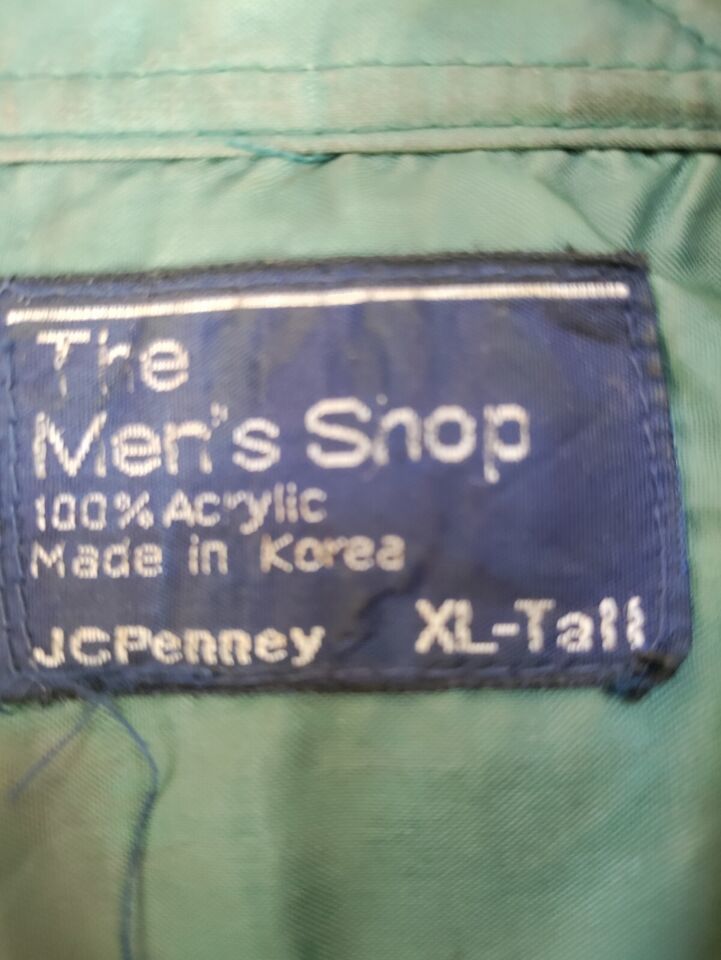 The
Men's Shop
100% Acrylic
Made in Korea
JCPenney XL-Tall